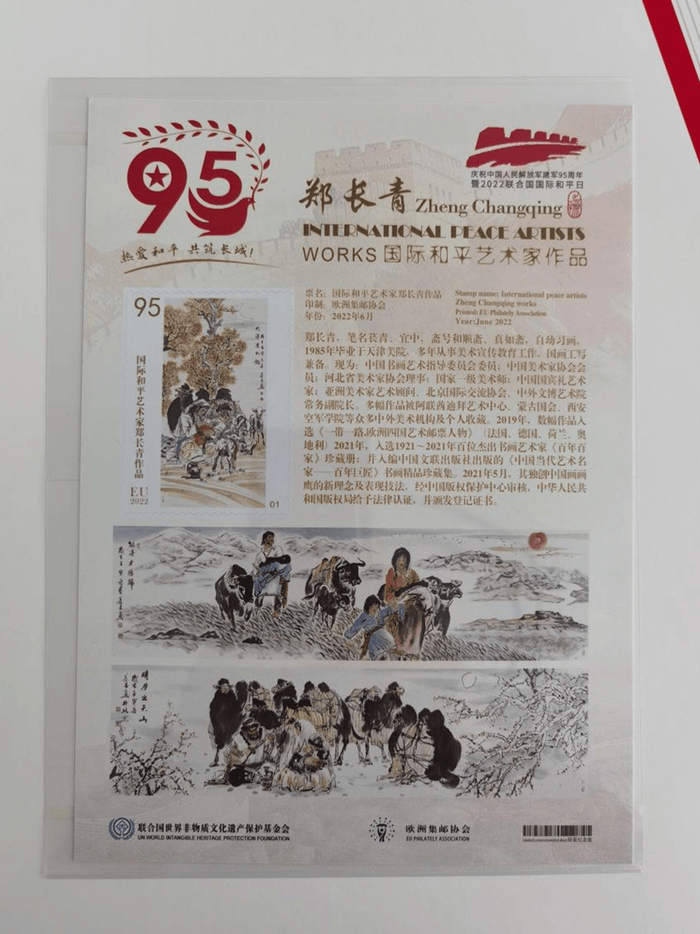 95
热爱和平 共筑长城!
庆祝中国人民解放军建军95周年
暨2022联合国国际和平日
郑长青 Zheng Changqing
INTERNATIONAL PEACE ARTISTS
WORKS 国际和平艺术家作品
95
国际和平艺术家郑长青作品
EU
2022
01
票名：国际和平艺术家郑长青作品
印制：欧洲集邮协会
年份：2022年6月
Stamp name: International peace artists
Zheng Changqing works
Printed: EU Philately Association
Year:June 2022
郑长青，笔名苌青、宜中，斋号和顺斋、真如斋，自幼习画，
1985年毕业于天津美院，多年从事美术宣传教育工作，国画工写
兼备。现为：中国书画艺术指导委员会委员；中国美术家协会会
员；河北省美术家协会理事；国家一级美术师；中国国宾礼艺术
家；亚洲美术家艺术顾问、北京国际交流协会、中外文博艺术院
常务副院长。多幅作品被阿联酋迪拜艺术中心、蒙古国会、西安
空军学院等众多中外美术机构及个人收藏。2019年，数幅作品入
选《一带一路,欧洲四国艺术邮票人物》（法国、德国、荷兰、奥
地利）2021年，入选1921~2021年百位杰出书画艺术家《百年百
家》珍藏册；并入编中国文联出版社出版的《中国当代艺术名
家——百年巨匠》书画精品珍藏集。2021年5月，其独创中国画画
鹰的新理念及表现技法，经中国版权保护中心审核，中华人民共
和国版权局给予法律认证，并颁发登记证书。
联合国世界非物质文化遗产保护基金会
UN WORLD INTANGIBLE HERITAGE PROTECTION FOUNDATION
欧洲集邮协会
EU PHILATELY ASSOCIATION